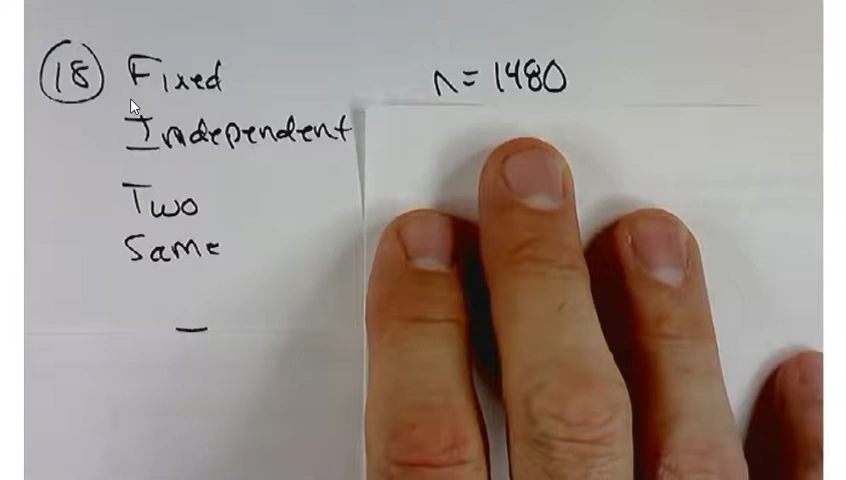 18 Fixed n = 1480
Independent
Two
Same